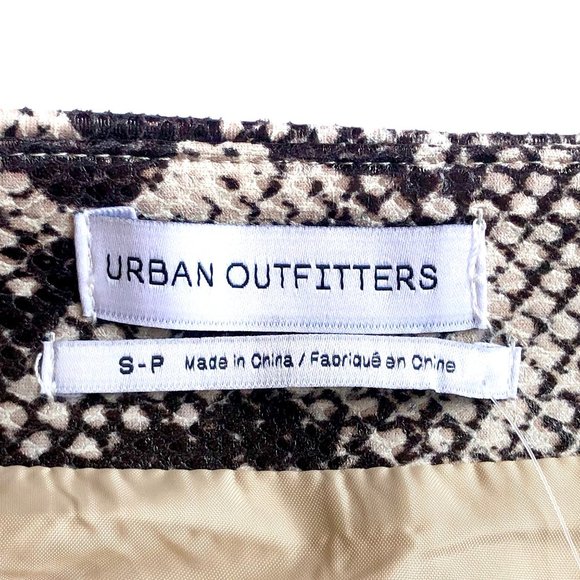 URBAN OUTFITTERS
S-P Made in China / Fabriqué en Chine